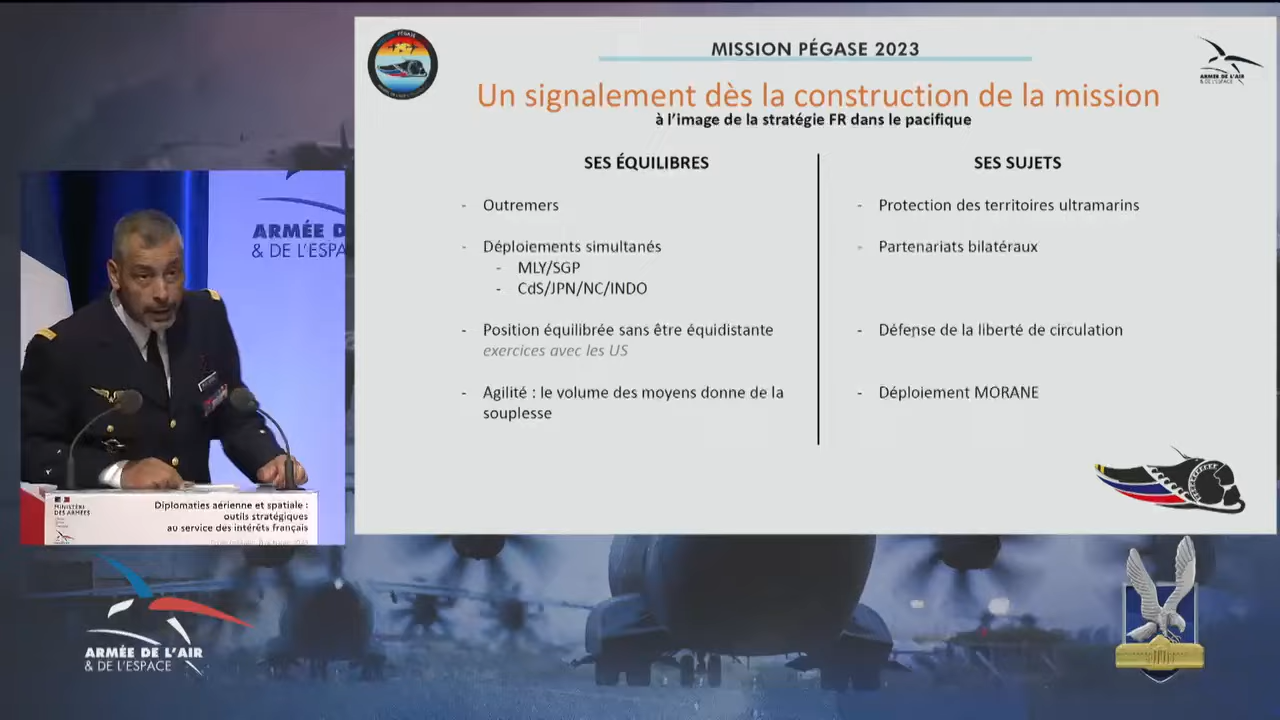 MISSION PÉGASE 2023
PÉGASE
ARMÉE DE L'AIR
& DE L'ESPACE
Un signalement dès la construction de la mission
à l'image de la stratégie FR dans le pacifique
SES ÉQUILIBRES
- Outremers
- Déploiements simultanés
- MLY/SGP
- CdS/JPN/NC/INDO
- Position équilibrée sans être équidistante
exercices avec les US
- Agilité : le volume des moyens donne de la
souplesse
SES SUJETS
- Protection des territoires ultramarins
- Partenariats bilatéraux
- Défense de la liberté de circulation
- Déploiement MORANE
ARMÉE D
& DE L'ESPA
MINISTÈRE
DES ARMÉES
Diplomaties aérienne et spatiale :
outils stratégiques
au service des intérêts français
ARMÉE DE L'AIR
& DE L'ESPACE